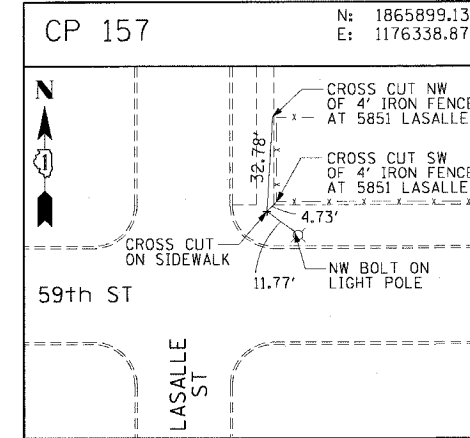 CP 157
N: 1865899.13
E: 1176338.87
N
1
CROSS CUT NW
OF 4' IRON FENCE
AT 5851 LASALLE
32.78'
CROSS CUT SW
OF 4' IRON FENCE
AT 5851 LASALLE
4.73'
CROSS CUT
ON SIDEWALK
11.77'
NW BOLT ON
LIGHT POLE
59th ST
LASALLE
ST